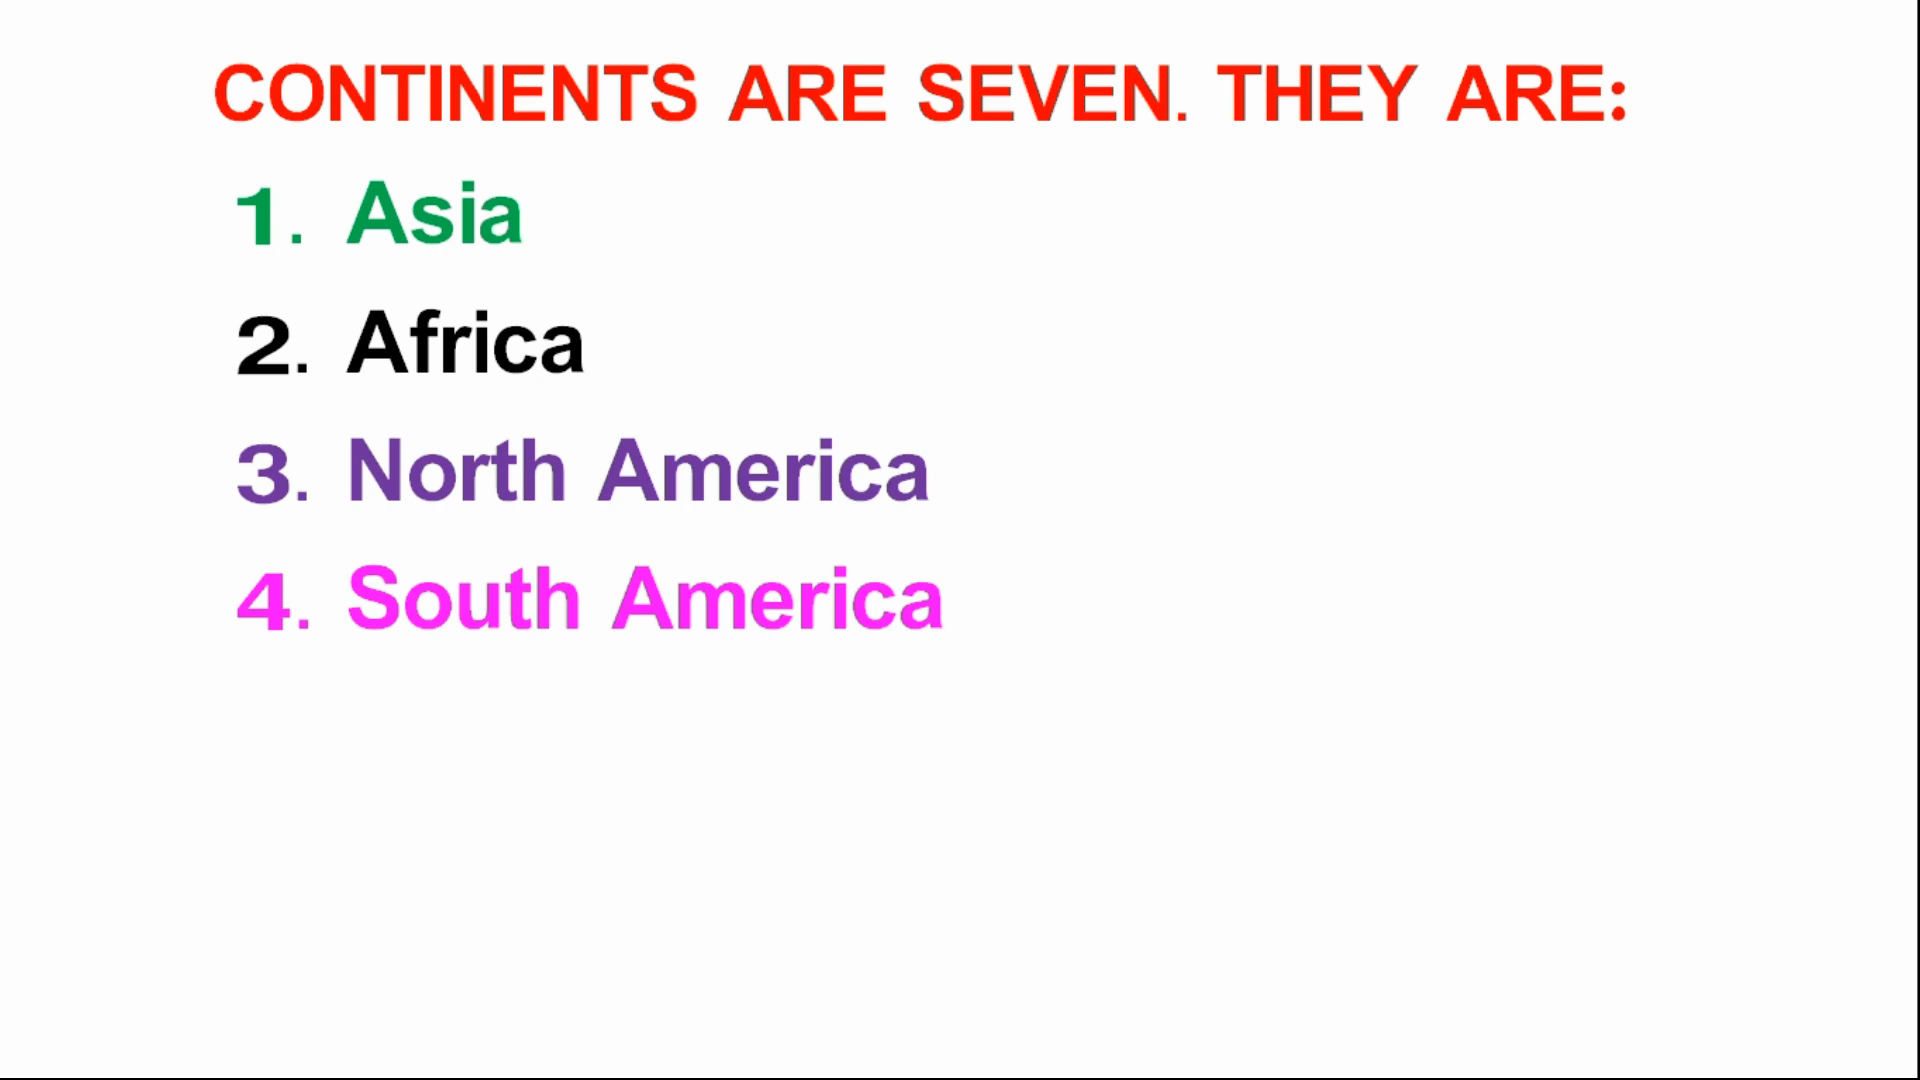 CONTINENTS ARE SEVEN. THEY ARE:
1. Asia
2. Africa
3. North America
4. South America